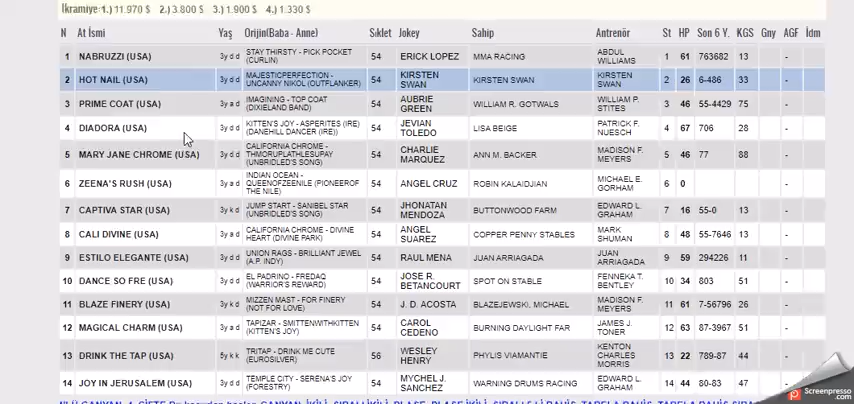 İkramiye: 1.) 11.970 $ 2.) 3.800 $ 3.) 1.900 $ 4.) 1.330 $
N At İsmi Yaş Orijin(Baba - Anne) Sıklet Jokey Sahip Antrenör St HP Son 6 Y. KGS Gny AGF İdm
1 NABRUZZI (USA) 3y d d STAY THIRSTY - PICK POCKET (CURLIN) 54 ERICK LOPEZ MMA RACING ABDUL WILLIAMS 1 61 763682 13 -
2 HOT NAIL (USA) 3y d d MAJESTICPERFECTION - UNCANNY NIKOL (OUTFLANKER) 54 KIRSTEN SWAN KIRSTEN SWAN KIRSTEN SWAN 2 26 6-486 33 -
3 PRIME COAT (USA) 3y a d IMAGINING - TOP COAT (DIXIELAND BAND) 54 AUBRIE GREEN WILLIAM R. GOTWALS WILLIAM P. STITES 3 46 55-4429 75 -
4 DIADORA (USA) 3y d d KITTEN'S JOY - ASPERITES (IRE) (DANEHILL DANCER (IRE)) 54 JEVIAN TOLEDO LISA BEIGE PATRICK F. NUESCH 4 67 706 28 -
5 MARY JANE CHROME (USA) 3y d d CALIFORNIA CHROME - THMORUPLATHLESUPAY (UNBRIDLED'S SONG) 54 CHARLIE MARQUEZ ANN M. BACKER MADISON F. MEYERS 5 46 77 88 -
6 ZEENA'S RUSH (USA) 3y a d INDIAN OCEAN - QUEENOFZEENILE (PIONEEROF THE NILE) 54 ANGEL CRUZ ROBIN KALAIDJIAN MICHAEL E. GORHAM 6 0 -
7 CAPTIVA STAR (USA) 3y k d JUMP START - SANIBEL STAR (UNBRIDLED'S SONG) 54 JHONATAN MENDOZA BUTTONWOOD FARM EDWARD L. GRAHAM 7 16 55-0 13 -
8 CALI DIVINE (USA) 3y a d CALIFORNIA CHROME - DIVINE HEART (DIVINE PARK) 54 ANGEL SUAREZ COPPER PENNY STABLES MARK SHUMAN 8 48 55-7646 13 -
9 ESTILO ELEGANTE (USA) 3y d d UNION RAGS - BRILLIANT JEWEL (A.P. INDY) 54 RAUL MENA JUAN ARRIAGADA JUAN ARRIAGADA 9 59 294226 11 -
10 DANCE SO FRE (USA) 3y d d EL PADRINO - FREDAQ (WARRIOR'S REWARD) 54 JOSE R. BETANCOURT SPOT ON STABLE FENNEKA T. BENTLEY 10 34 803 51 -
11 BLAZE FINERY (USA) 3y k d MIZZEN MAST - FOR FINERY (NOT FOR LOVE) 54 J. D. ACOSTA BLAZEJEWSKI, MICHAEL MADISON F. MEYERS 11 61 7-56796 26 -
12 MAGICAL CHARM (USA) 3y a d TAPIZAR - SMITTENWITHKITTEN (KITTEN'S JOY) 54 CAROL CEDENO BURNING DAYLIGHT FAR JAMES J. TONER 12 63 87-3967 51 -
13 DRINK THE TAP (USA) 5y k k TRITAP - DRINK ME CUTE (EUROSILVER) 56 WESLEY HENRY PHYLIS VIAMANTIE KENTON CHARLES MORRIS 13 22 789-87 44 -
14 JOY IN JERUSALEM (USA) 3y d d TEMPLE CITY - SERENA'S JOY (FORESTRY) 54 MYCHEL J. SANCHEZ WARNING DRUMS RACING EDWARD L. GRAHAM 14 44 80-83 47 -
Screenpresso